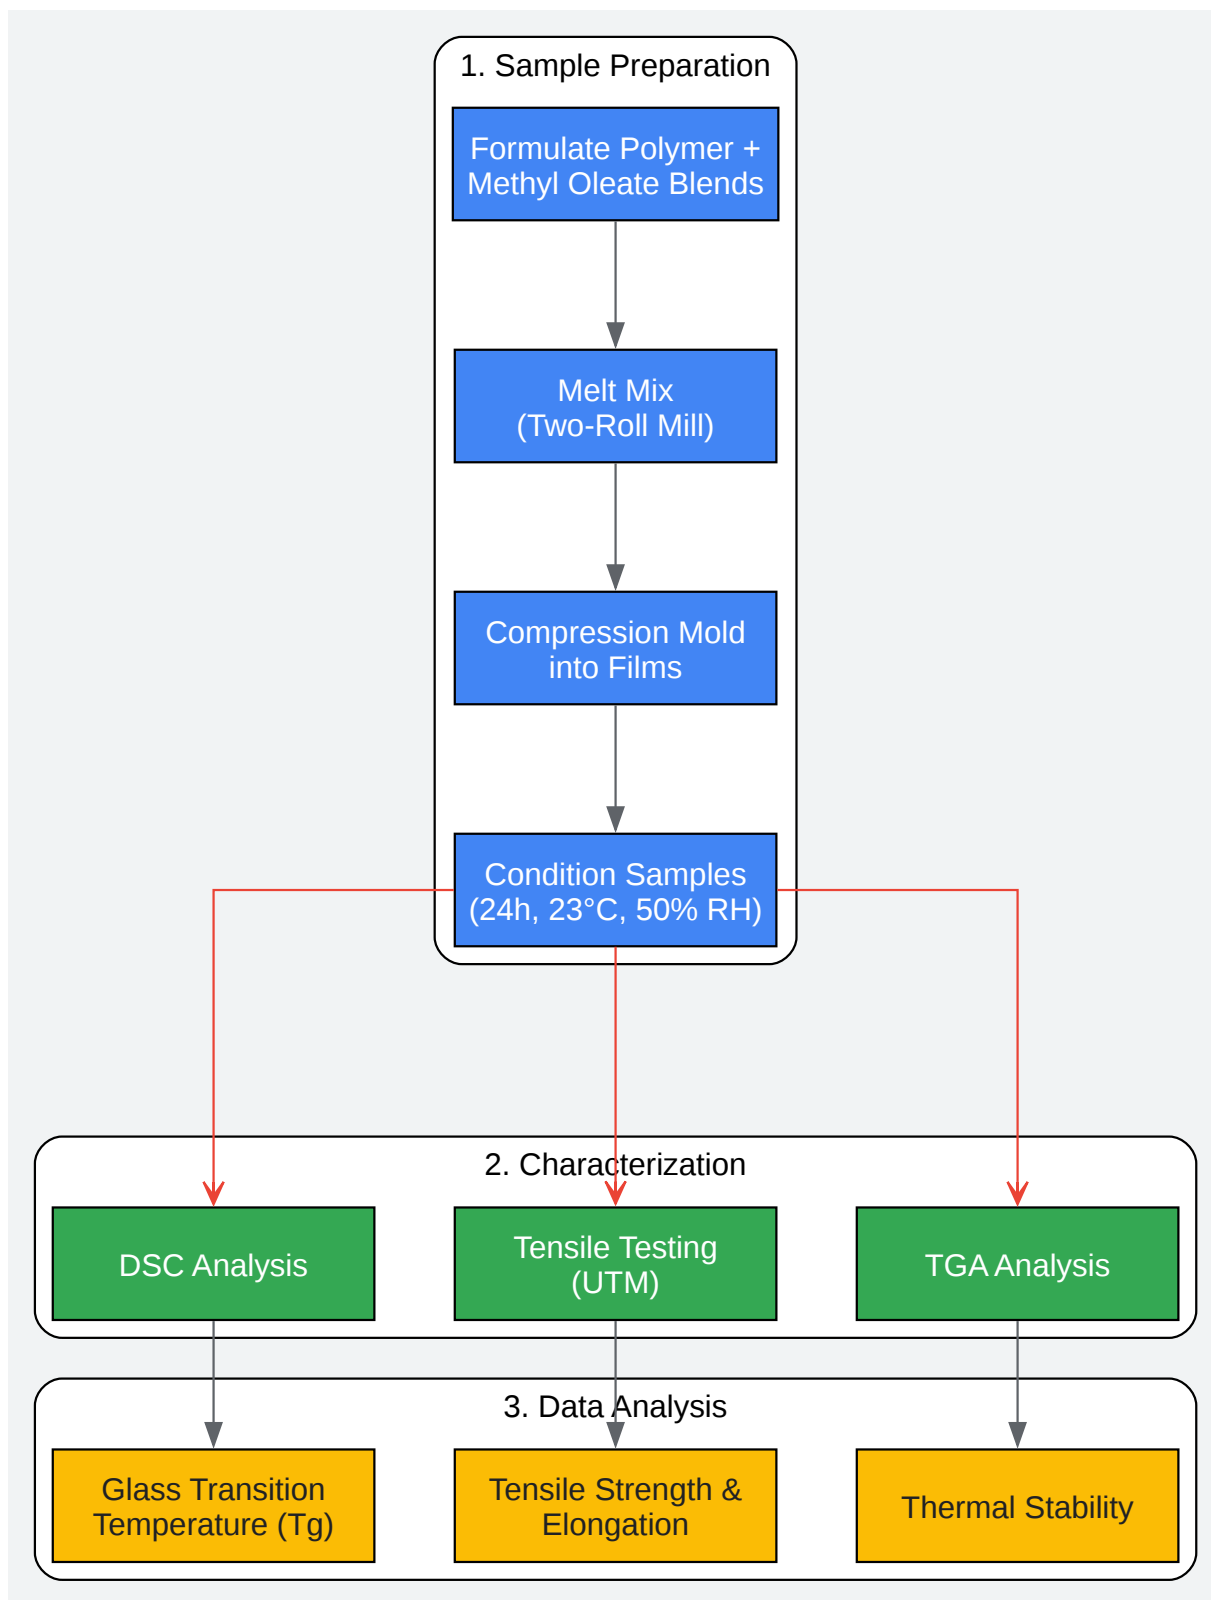 1. Sample Preparation
Formulate Polymer +
Methyl Oleate Blends
Melt Mix
(Two-Roll Mill)
Compression Mold
into Films
Condition Samples
(24h, 23°C, 50% RH)
2. Characterization
DSC Analysis
Tensile Testing
(UTM)
TGA Analysis
3. Data Analysis
Glass Transition
Temperature (Tg)
Tensile Strength &
Elongation
Thermal Stability